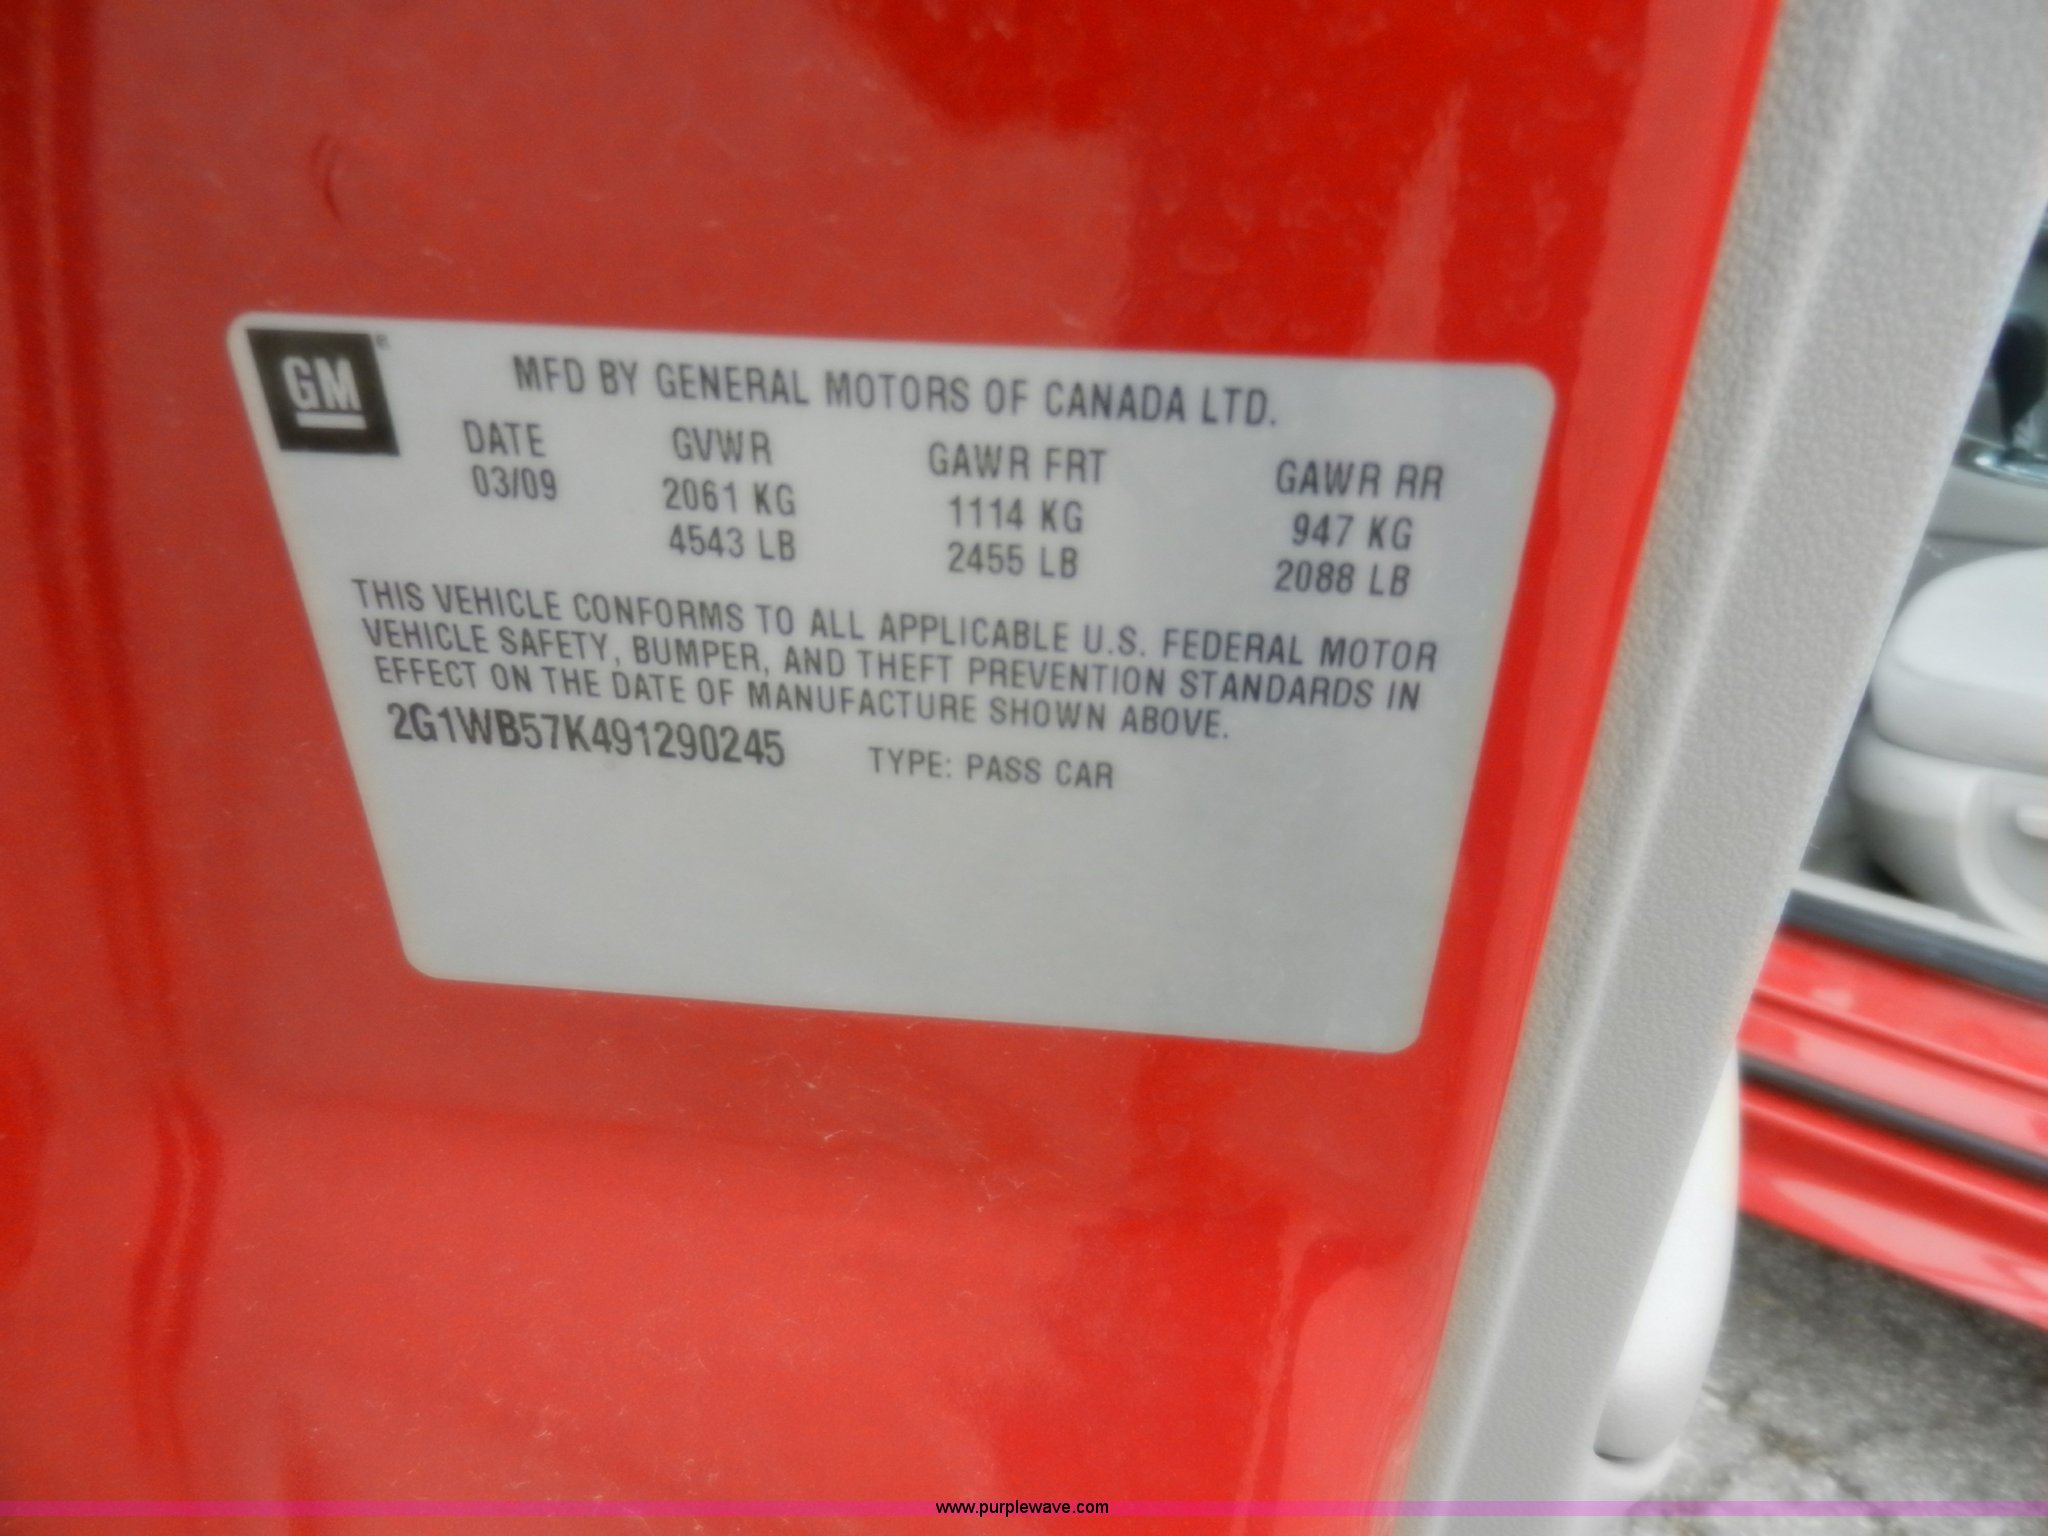 GM
MFD BY GENERAL MOTORS OF CANADA LTD.
DATE GVWR GAWR FRT GAWR RR
03/09 2061 KG 1114 KG 947 KG
4543 LB 2455 LB 2088 LB
THIS VEHICLE CONFORMS TO ALL APPLICABLE U.S. FEDERAL MOTOR
VEHICLE SAFETY, BUMPER, AND THEFT PREVENTION STANDARDS IN
EFFECT ON THE DATE OF MANUFACTURE SHOWN ABOVE.
2G1WB57K491290245 TYPE: PASS CAR
www.purplewave.com